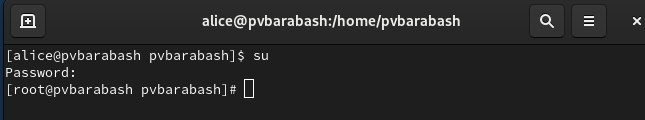 alice@pvbarabash:/home/pvbarabash
[alice@pvbarabash pvbarabash]$ su
Password:
[root@pvbarabash pvbarabash]#